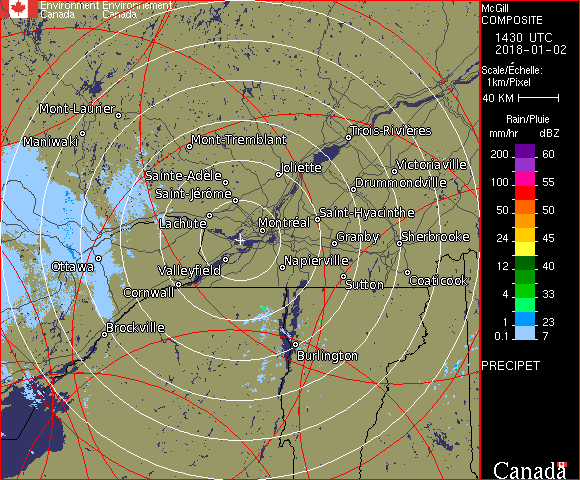 Environment Environnement
Canada Canada
Mont-Laurier
Maniwaki
Mont-Tremblant
Trois-Rivières
Joliette
Victoriaville
Sainte-Adèle
Drummondville
Saint-Jérôme
Lachute
Saint-Hyacinthe
Montréal
Granby
Sherbrooke
Ottawa
Valleyfield
Napierville
Cornwall
Sutton
Coaticook
Brockville
Burlington
McGill
COMPOSITE
1430 UTC
2018-01-02
Scale/Échelle:
1km/Pixel
40 KM
Rain/Pluie
mm/hr dBZ
200 60
150 55
100 55
50 50
24 45
12 40
4 33
1 23
0.1 7
PRECIPET
Canada